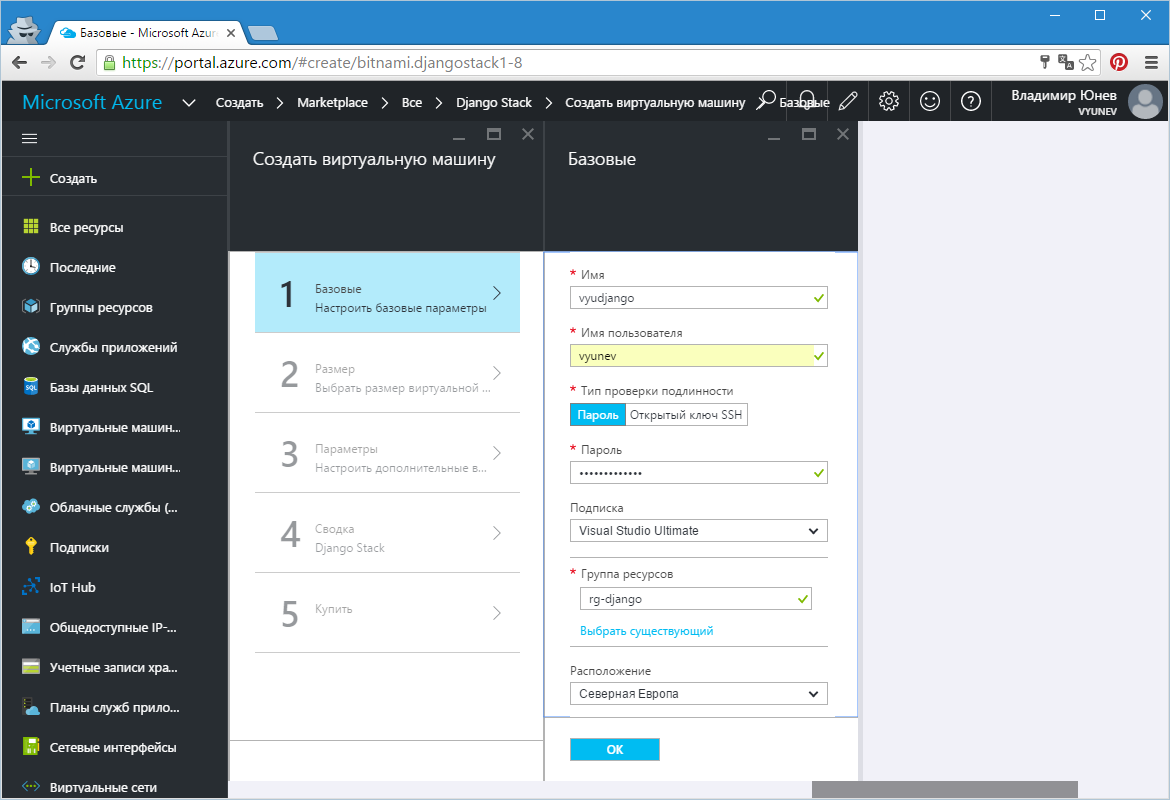 Базовые - Microsoft Azur
https://portal.azure.com/#create/bitnami.djangostack1-8
Microsoft Azure
Создать
Marketplace
Все
Django Stack
Создать виртуальную машину
Базовые
Владимир Юнев
VYUNEV
Создать
Все ресурсы
Последние
Группы ресурсов
Службы приложений
Базы данных SQL
Виртуальные машин...
Виртуальные машин...
Облачные службы (...
Подписки
IoT Hub
Общедоступные IP-...
Учетные записи хра...
Планы служб прило...
Сетевые интерфейсы
Виртуальные сети
Создать виртуальную машину
1
Базовые
Настроить базовые параметры
2
Размер
Выбрать размер виртуальной ...
3
Параметры
Настроить дополнительные в...
4
Сводка
Django Stack
5
Купить
Базовые
* Имя
vyudjango
* Имя пользователя
vyunev
* Тип проверки подлинности
Пароль Открытый ключ SSH
* Пароль
•••••••••••••
Подписка
Visual Studio Ultimate
* Группа ресурсов
rg-django
Выбрать существующий
Расположение
Северная Европа
OK